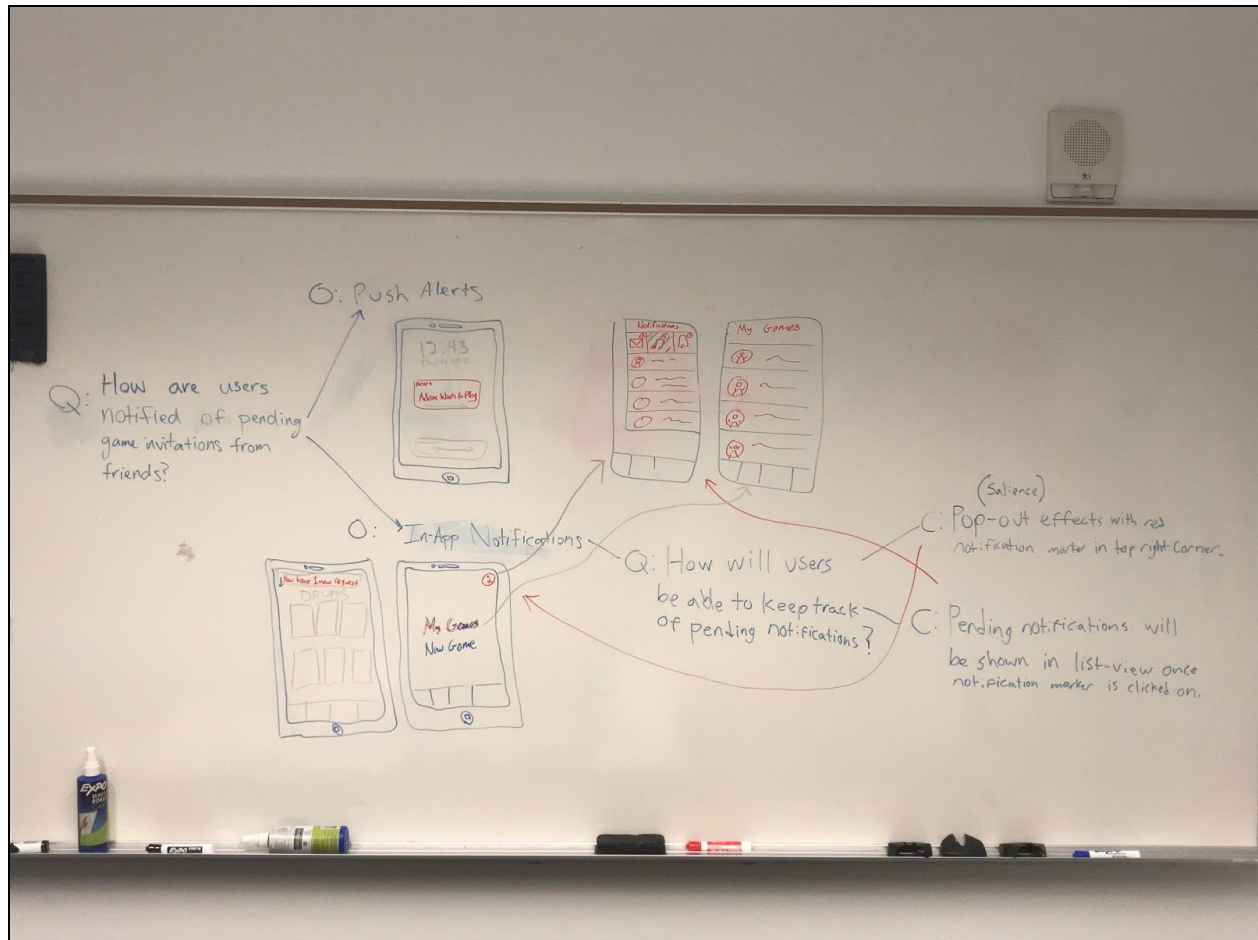 O: Push Alerts
Q: How are users
notified of pending
game invitations from
friends?
12:43
Adam Wants to Play
Notifications
My Games
O: In-App Notifications
You have 1 new request
DRUMS
2
My Games
New Game
Q: How will users
be able to keep track
of pending notifications?
(Salience)
C: Pop-out effects with red
notification marker in top right corner.
C: Pending notifications will
be shown in list-view once
notification marker is clicked on.
EXPO
EXPO